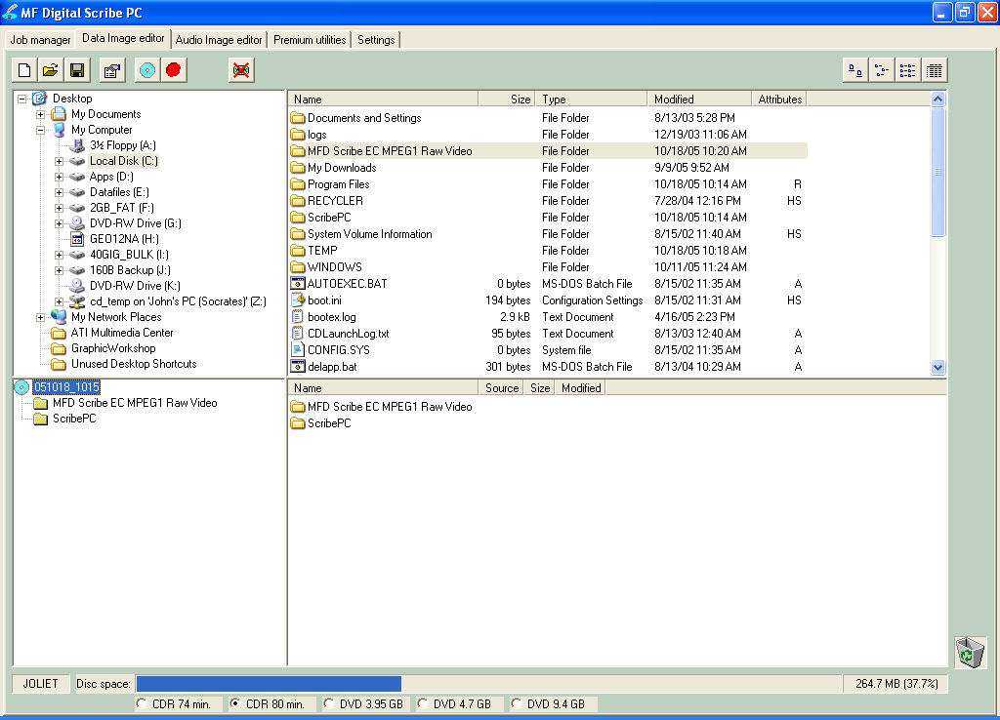 MF Digital Scribe PC
Job manager Data Image editor Audio Image editor Premium utilities Settings
Desktop
My Documents
My Computer
3½ Floppy (A:)
Local Disk (C:)
Apps (D:)
Datafiles (E:)
2GB_FAT (F:)
DVD-RW Drive (G:)
GEO12NA (H:)
40GIG_BULK (I:)
160B Backup (J:)
DVD-RW Drive (K:)
cd_temp on 'John's PC (Socrates)' (Z:)
My Network Places
ATI Multimedia Center
GraphicWorkshop
Unused Desktop Shortcuts
Name Size Type Modified Attributes
Documents and Settings File Folder 8/13/03 5:28 PM
logs File Folder 12/19/03 11:06 AM
MFD Scribe EC MPEG1 Raw Video File Folder 10/18/05 10:20 AM
My Downloads File Folder 9/9/05 9:52 AM
Program Files File Folder 10/18/05 10:14 AM R
RECYCLER File Folder 7/28/04 12:16 PM HS
ScribePC File Folder 10/18/05 10:14 AM
System Volume Information File Folder 8/15/02 11:40 AM HS
TEMP File Folder 10/18/05 10:18 AM
WINDOWS File Folder 10/11/05 11:24 AM
AUTOEXEC.BAT 0 bytes MS-DOS Batch File 8/15/02 11:35 AM A
boot.ini 194 bytes Configuration Settings 8/15/02 11:31 AM HS
bootex.log 2.9 kB Text Document 4/16/05 2:23 PM
CDLaunchLog.txt 95 bytes Text Document 8/13/03 12:40 AM A
CONFIG.SYS 0 bytes System file 8/15/02 11:35 AM A
delapp.bat 301 bytes MS-DOS Batch File 8/13/04 10:29 AM A
051018_1015
MFD Scribe EC MPEG1 Raw Video
ScribePC
Name Source Size Modified
MFD Scribe EC MPEG1 Raw Video
ScribePC
JOLIET Disc space: 264.7 MB (37.7%)
CDR 74 min. CDR 80 min. DVD 3.95 GB DVD 4.7 GB DVD 9.4 GB